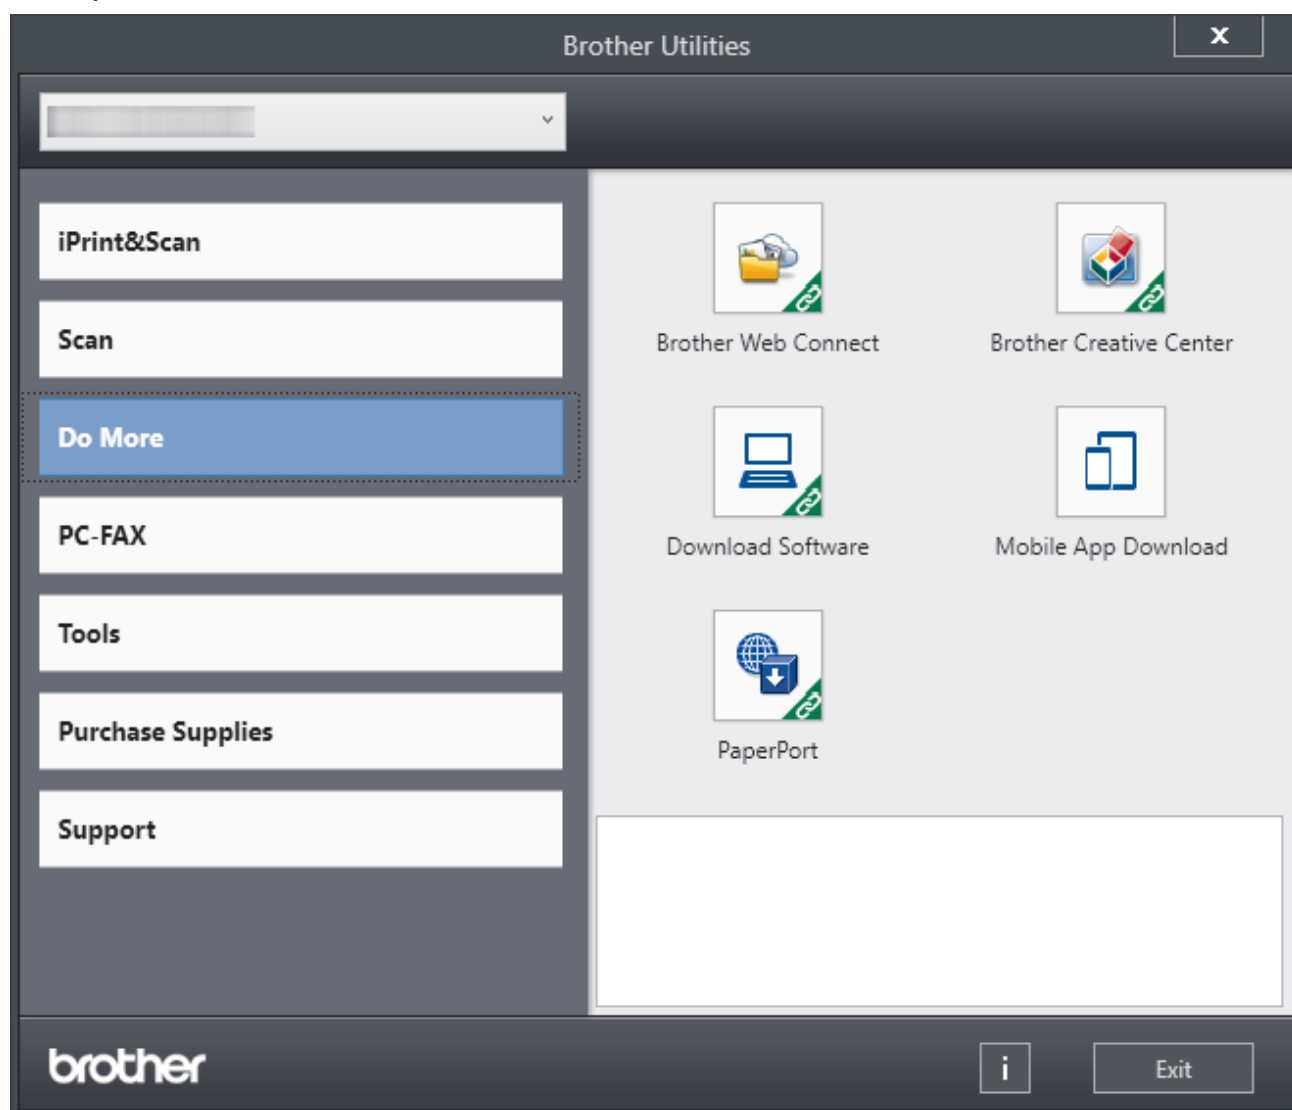 Brother Utilities
x
iPrint&Scan
Scan
Do More
PC-FAX
Tools
Purchase Supplies
Support
Brother Web Connect
Brother Creative Center
Download Software
Mobile App Download
PaperPort
brother
i
Exit